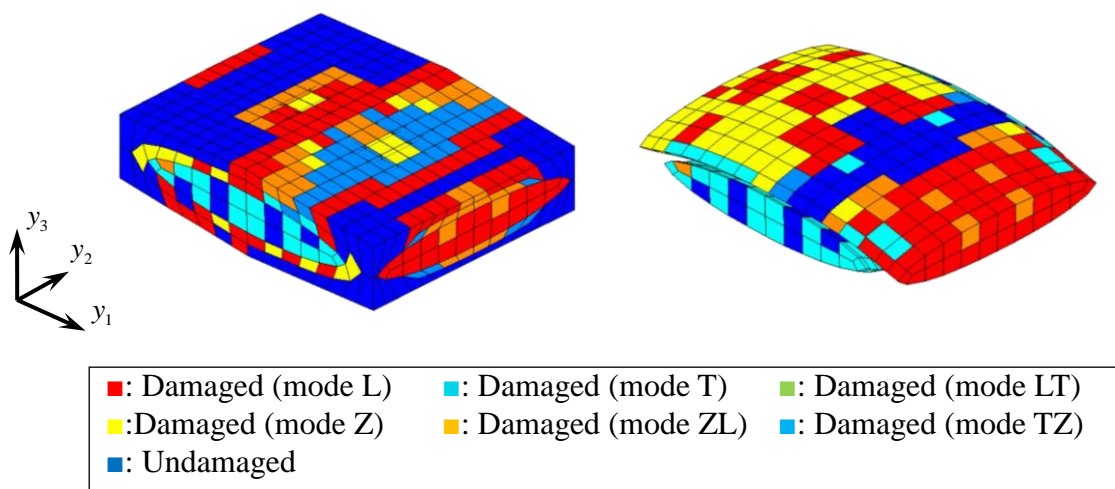 y3
y2
y1
■: Damaged (mode L) ■: Damaged (mode T) ■: Damaged (mode LT)
■:Damaged (mode Z) ■: Damaged (mode ZL) ■: Damaged (mode TZ)
■: Undamaged